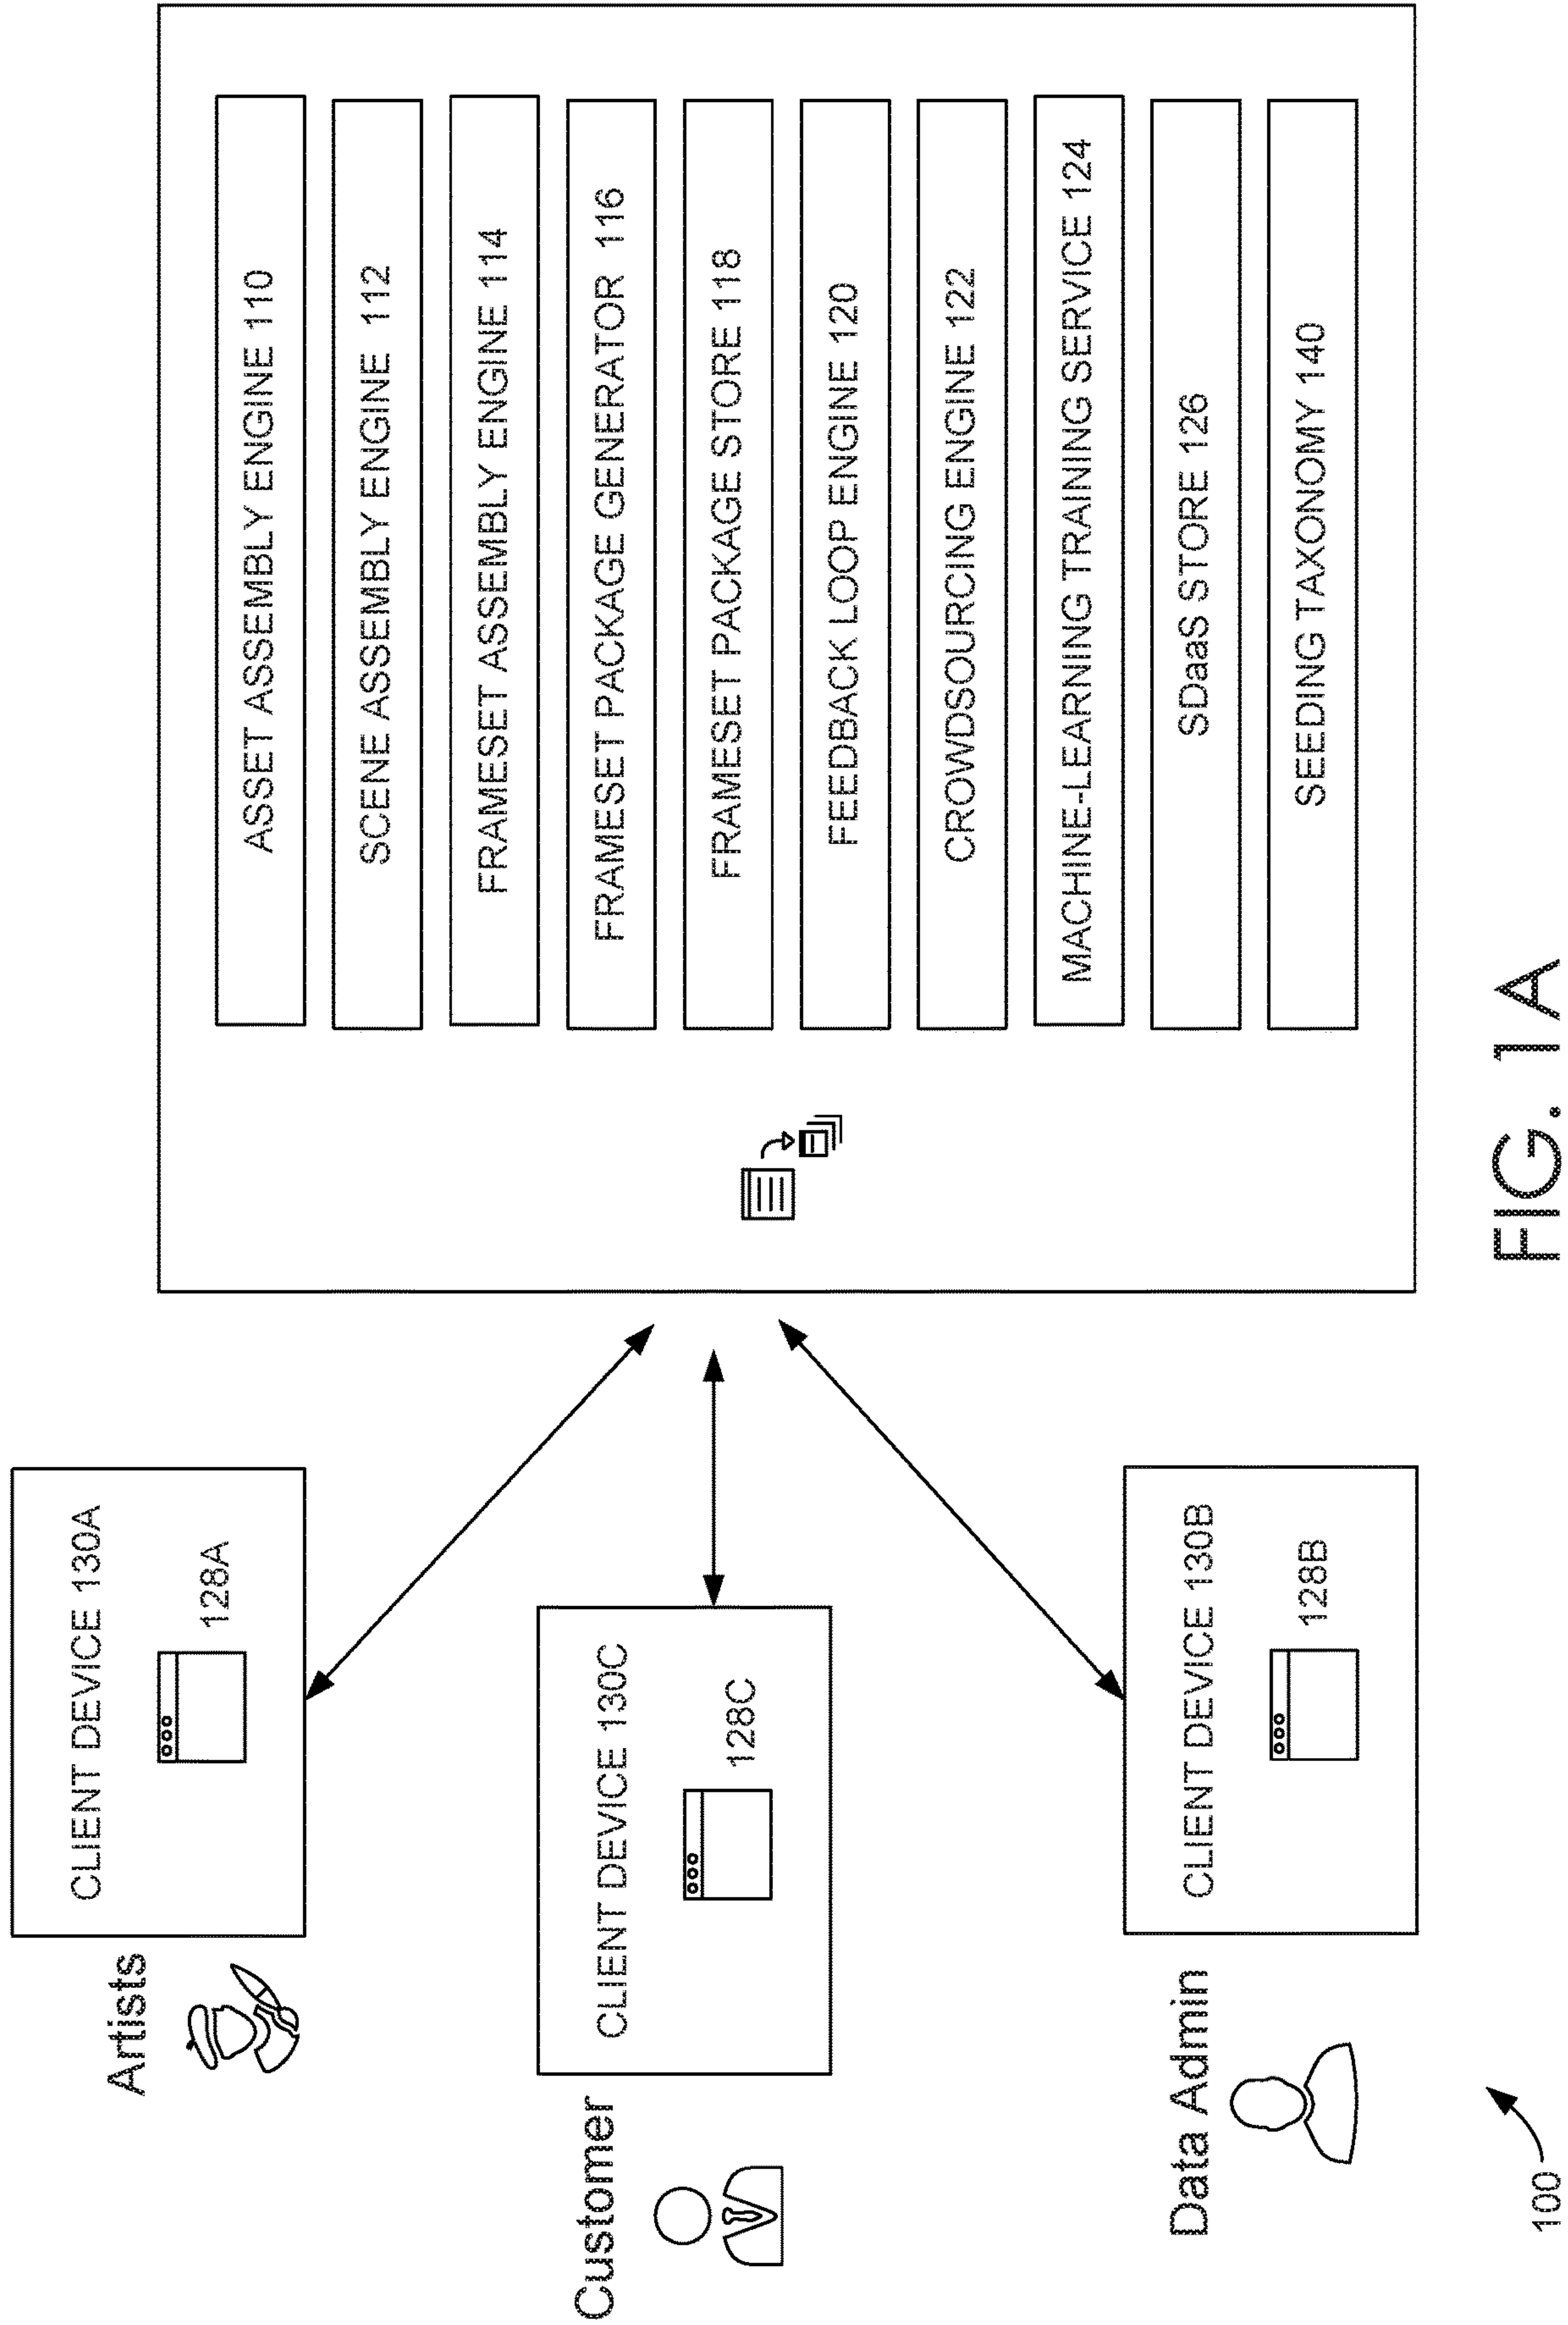 Artists
CLIENT DEVICE 130A
128A
Customer
CLIENT DEVICE 130C
128C
Data Admin
CLIENT DEVICE 130B
128B
100
ASSET ASSEMBLY ENGINE 110
SCENE ASSEMBLY ENGINE 112
FRAMESET ASSEMBLY ENGINE 114
FRAMESET PACKAGE GENERATOR 116
FRAMESET PACKAGE STORE 118
FEEDBACK LOOP ENGINE 120
CROWDSOURCING ENGINE 122
MACHINE-LEARNING TRAINING SERVICE 124
SDaaS STORE 126
SEEDING TAXONOMY 140
FIG. 1A